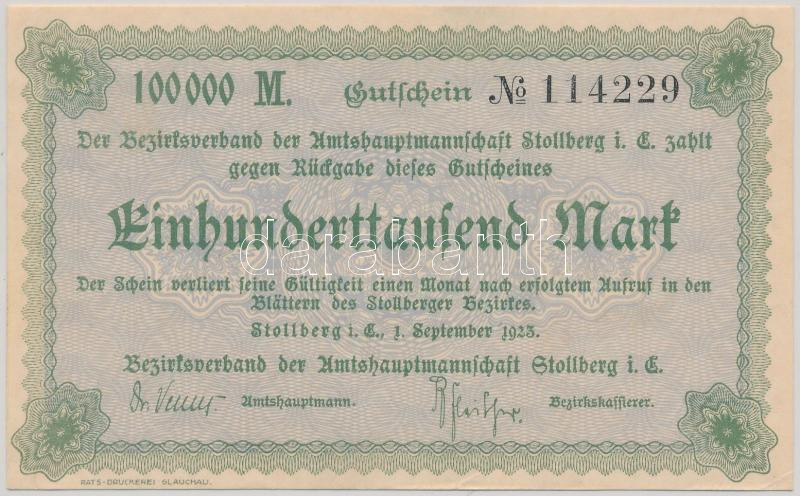 100000 M. Gutschein № 114229
Der Bezirksverband der Amtshauptmannschaft Stollberg i. E. zahlt
gegen Rückgabe dieses Gutscheines
Einhunderttausend Mark
darabanth
Der Schein verliert seine Gültigkeit einen Monat nach erfolgtem Aufruf in den
Blättern des Stollberger Bezirkes.
Stollberg i. E., 1. September 1923.
Bezirksverband der Amtshauptmannschaft Stollberg i. E.
Amtshauptmann. Bezirkskassierer.
RATS-DRUCKEREI GLAUCHAU.